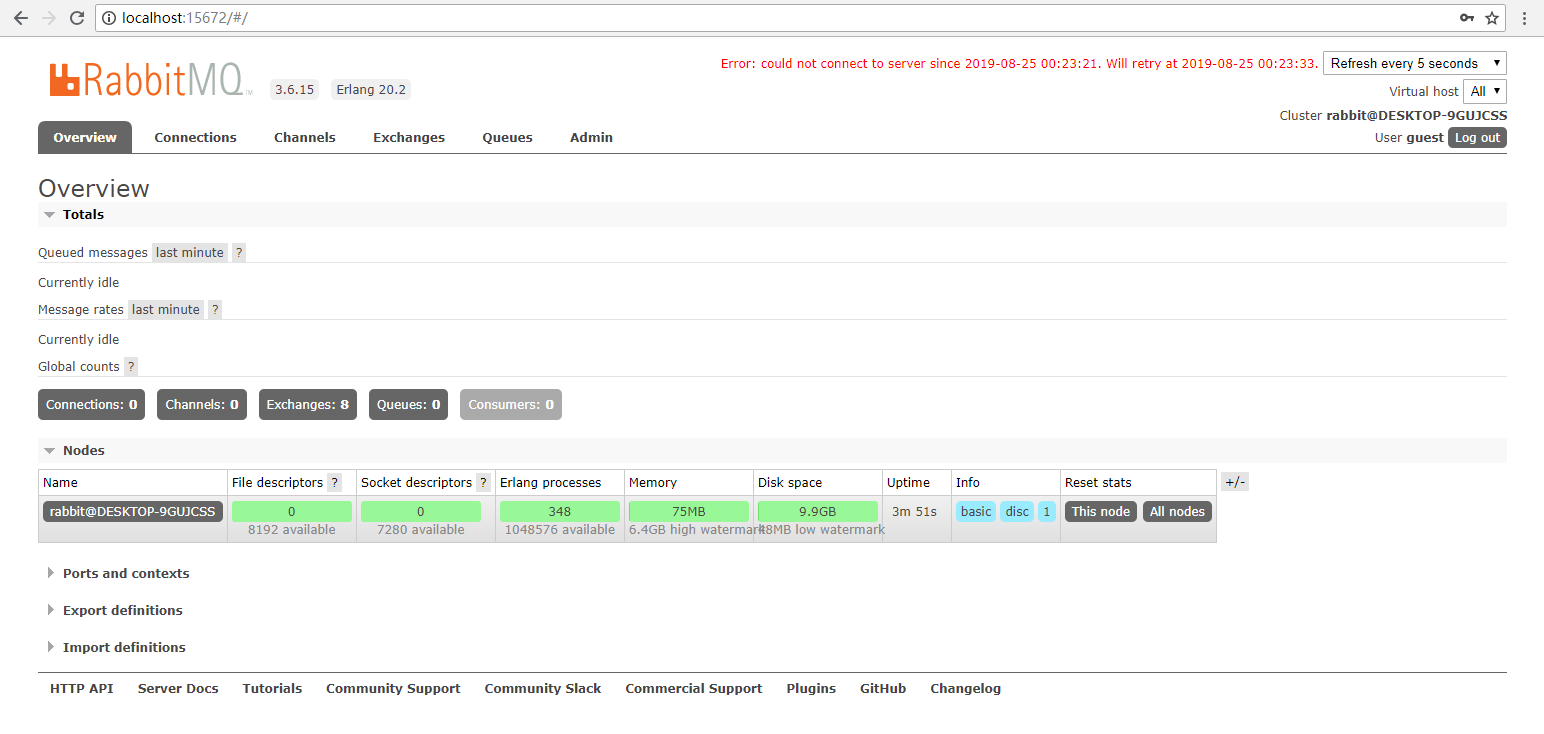 localhost:15672/#/
RabbitMQ™ 3.6.15 Erlang 20.2
Error: could not connect to server since 2019-08-25 00:23:21. Will retry at 2019-08-25 00:23:33. Refresh every 5 seconds
Virtual host All
Cluster rabbit@DESKTOP-9GUJCSS
User guest Log out
Overview Connections Channels Exchanges Queues Admin
Overview
Totals
Queued messages last minute ?
Currently idle
Message rates last minute ?
Currently idle
Global counts ?
Connections: 0 Channels: 0 Exchanges: 8 Queues: 0 Consumers: 0
Nodes
Name File descriptors ? Socket descriptors ? Erlang processes Memory Disk space Uptime Info Reset stats +/-
rabbit@DESKTOP-9GUJCSS 0 0 348 75MB 9.9GB 3m 51s basic disc 1 This node All nodes
8192 available 7280 available 1048576 available 6.4GB high watermark 48MB low watermark
Ports and contexts
Export definitions
Import definitions
HTTP API Server Docs Tutorials Community Support Community Slack Commercial Support Plugins GitHub Changelog